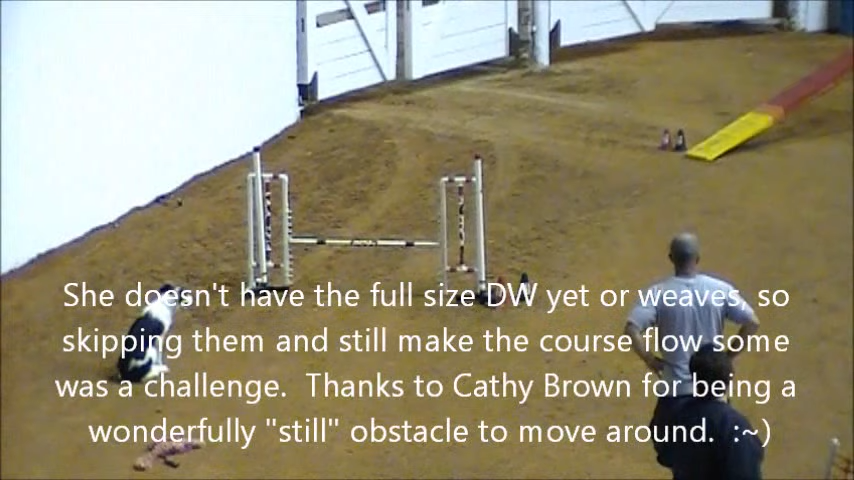 She doesn't have the full size DW yet or weaves, so
skipping them and still make the course flow some
was a challenge.  Thanks to Cathy Brown for being a
wonderfully "still" obstacle to move around.  :~)